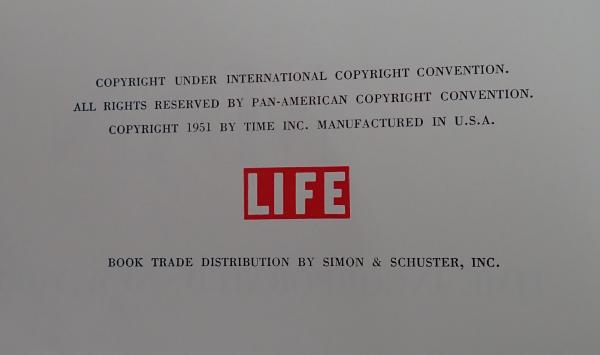 COPYRIGHT UNDER INTERNATIONAL COPYRIGHT CONVENTION.
ALL RIGHTS RESERVED BY PAN-AMERICAN COPYRIGHT CONVENTION.
COPYRIGHT 1951 BY TIME INC. MANUFACTURED IN U.S.A.
LIFE
BOOK TRADE DISTRIBUTION BY SIMON & SCHUSTER, INC.